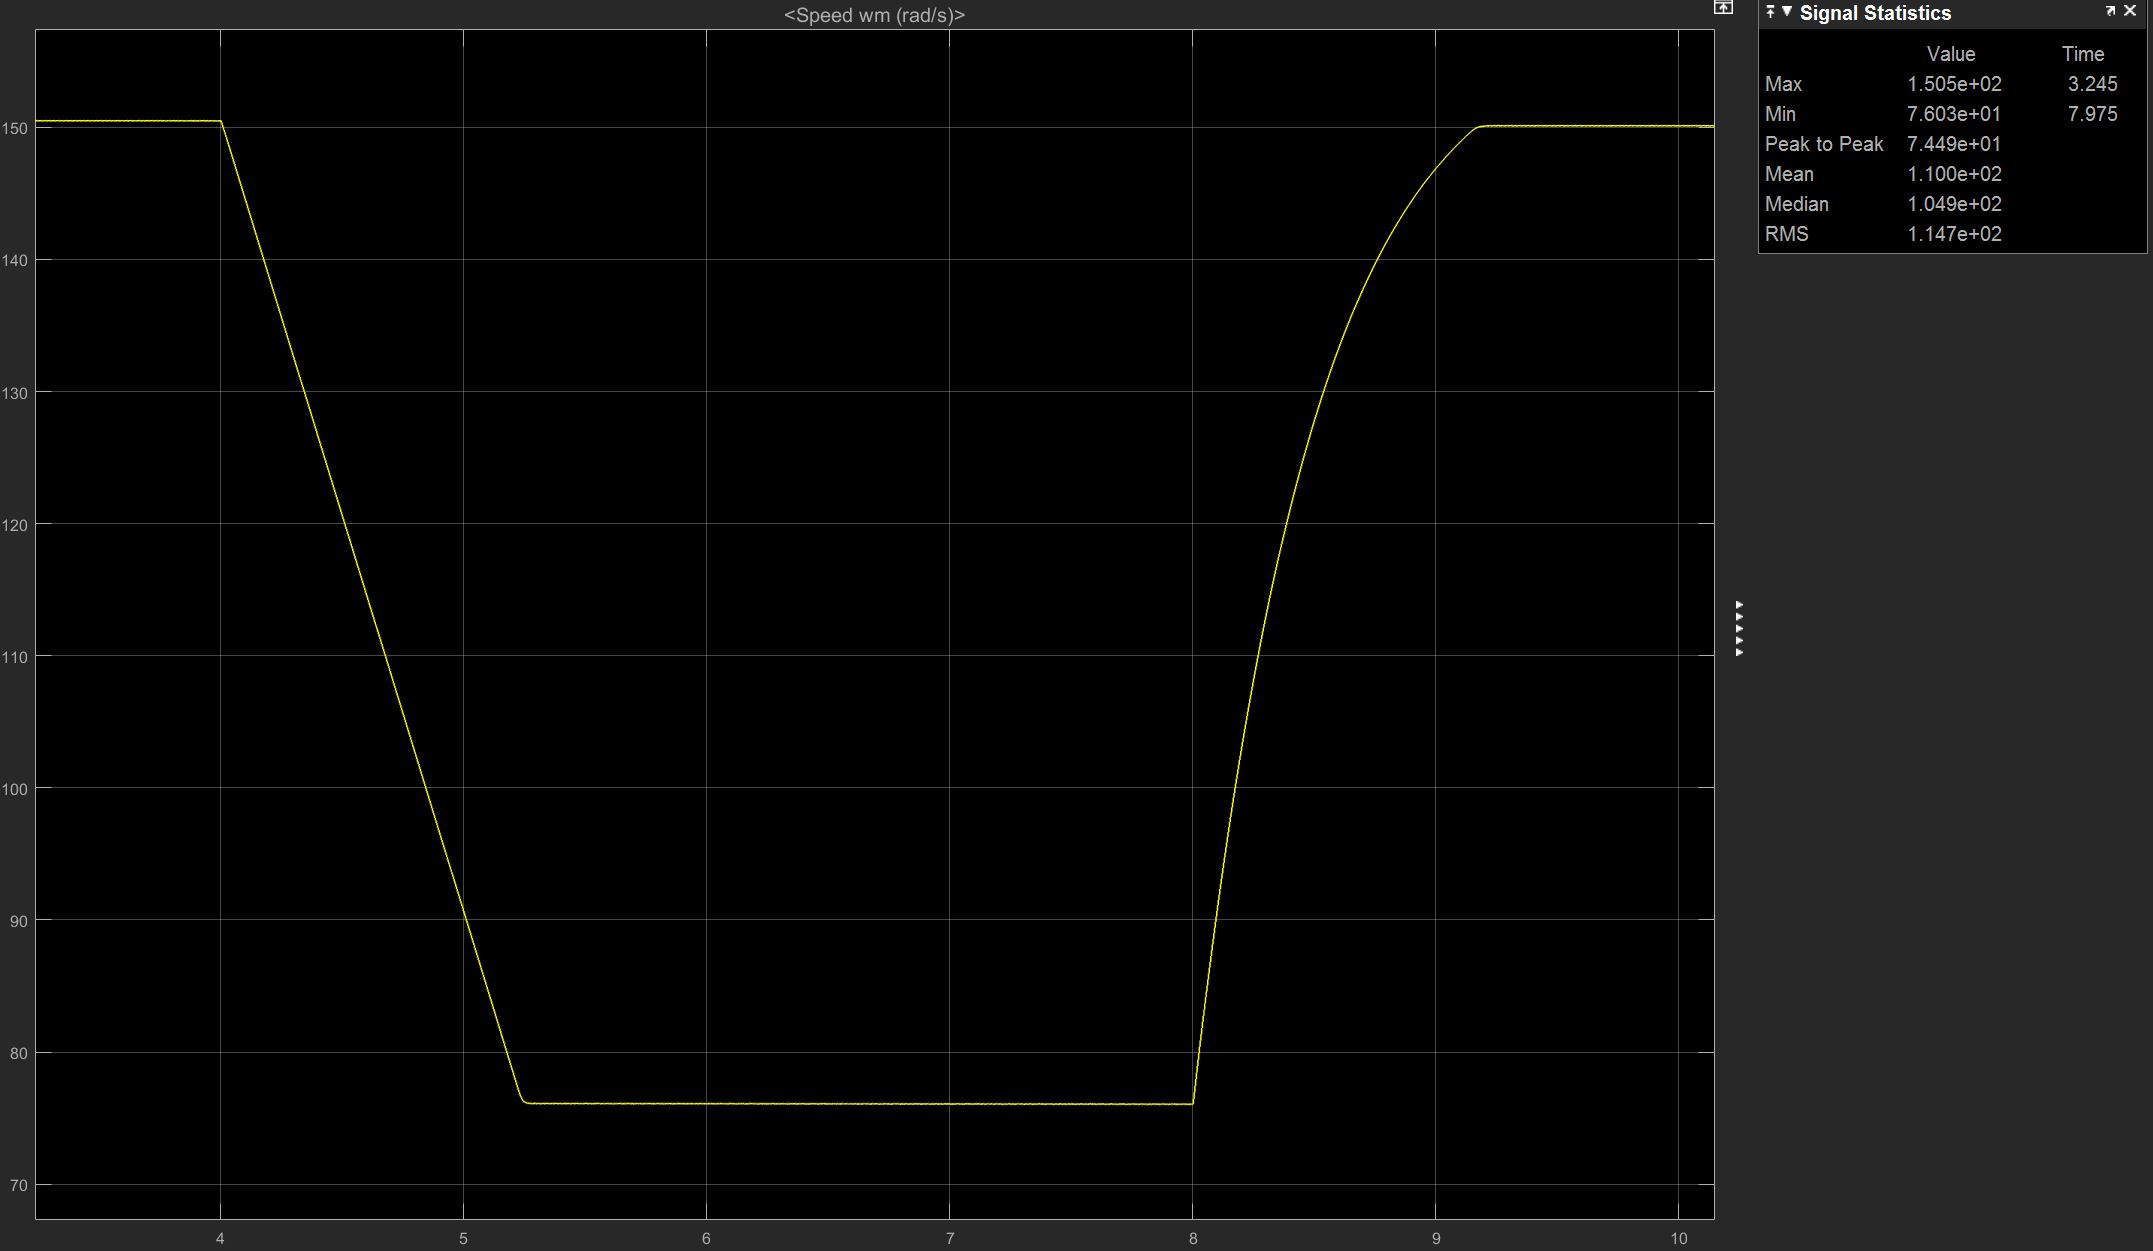 <Speed wm (rad/s)>
150
140
130
120
110
100
90
80
70
4 5 6 7 8 9 10
Signal Statistics
Value Time
Max 1.505e+02 3.245
Min 7.603e+01 7.975
Peak to Peak 7.449e+01
Mean 1.100e+02
Median 1.049e+02
RMS 1.147e+02